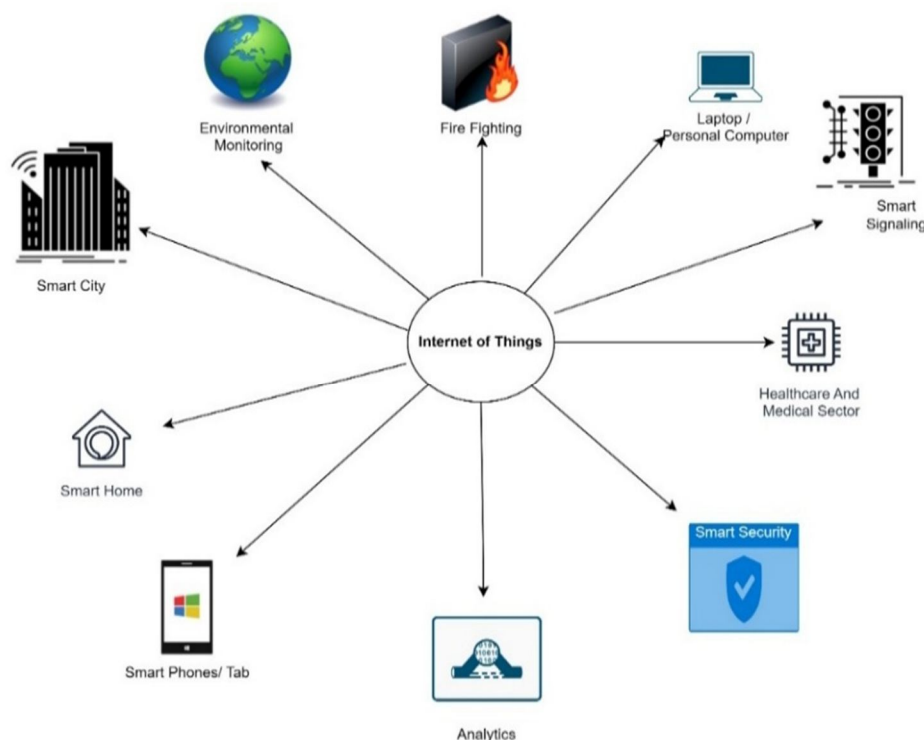 Environmental
Monitoring
Fire Fighting
Laptop /
Personal Computer
Smart
Signaling
Smart City
Internet of Things
Healthcare And
Medical Sector
Smart Home
Smart Security
Smart Phones/ Tab
Analytics